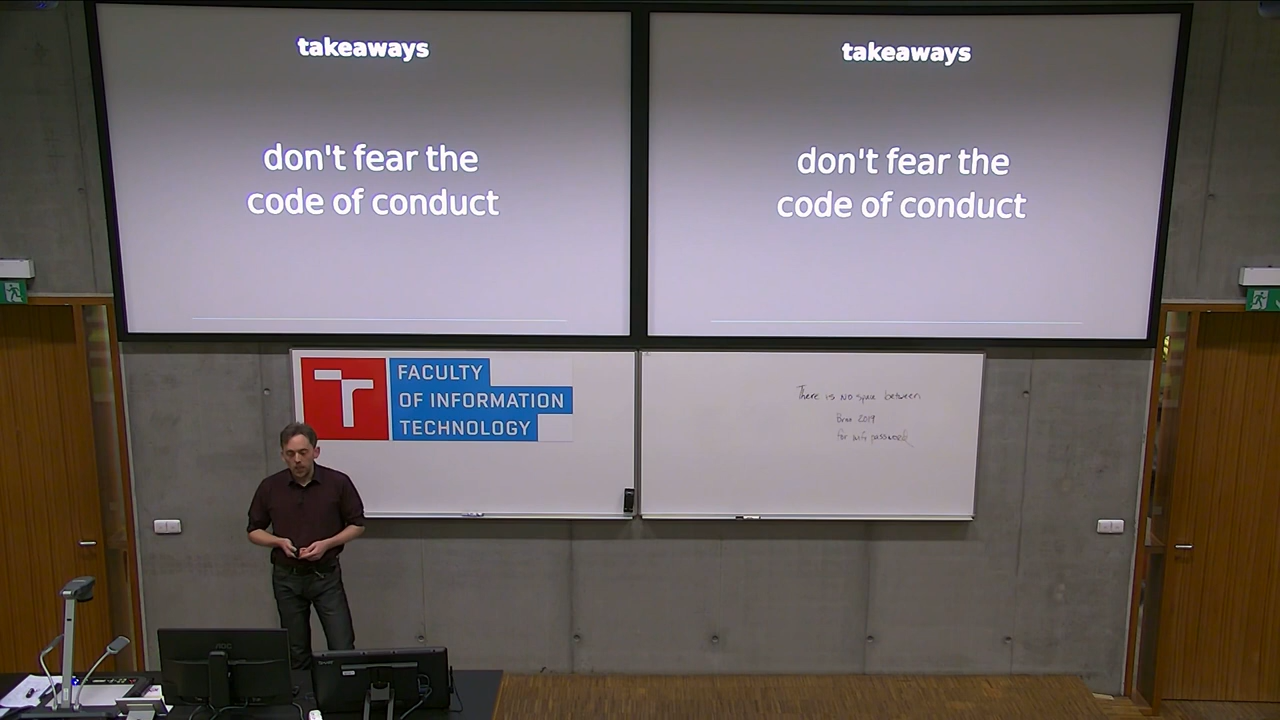 takeaways
don't fear the
code of conduct
takeaways
don't fear the
code of conduct
FACULTY
OF INFORMATION
TECHNOLOGY
There is no space between
Brno 2019
for wifi password